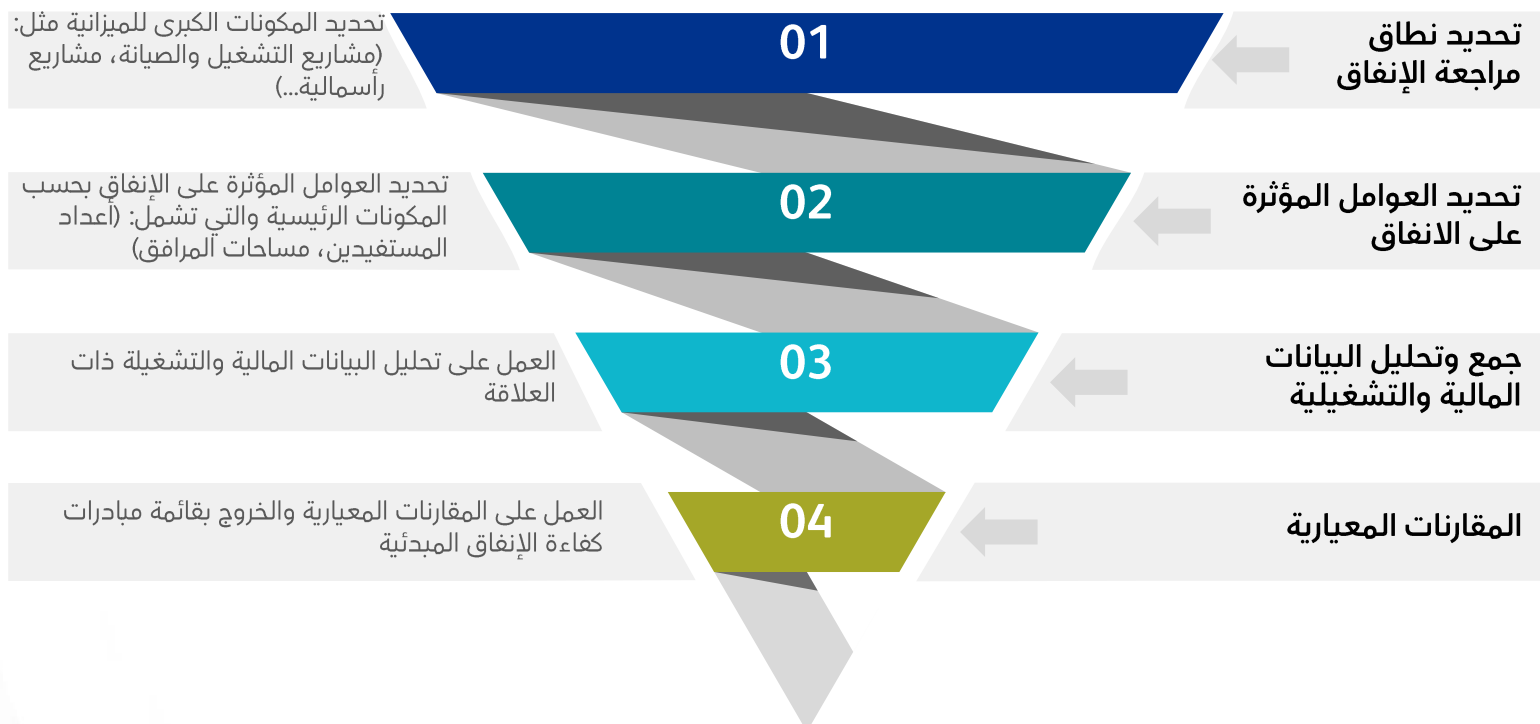 تحديد نطاق
مراجعة الإنفاق
01
تحديد المكونات الكبرى للميزانية مثل:
(مشاريع التشغيل والصيانة، مشاريع
رأسمالية...)
تحديد العوامل المؤثرة
على الانفاق
02
تحديد العوامل المؤثرة على الإنفاق بحسب
المكونات الرئيسية والتي تشمل: (أعداد
المستفيدين، مساحات المرافق)
جمع وتحليل البيانات
المالية والتشغيلية
03
العمل على تحليل البيانات المالية والتشغيلة ذات
العلاقة
المقارنات المعيارية
04
العمل على المقارنات المعيارية والخروج بقائمة مبادرات
كفاءة الإنفاق المبدئية